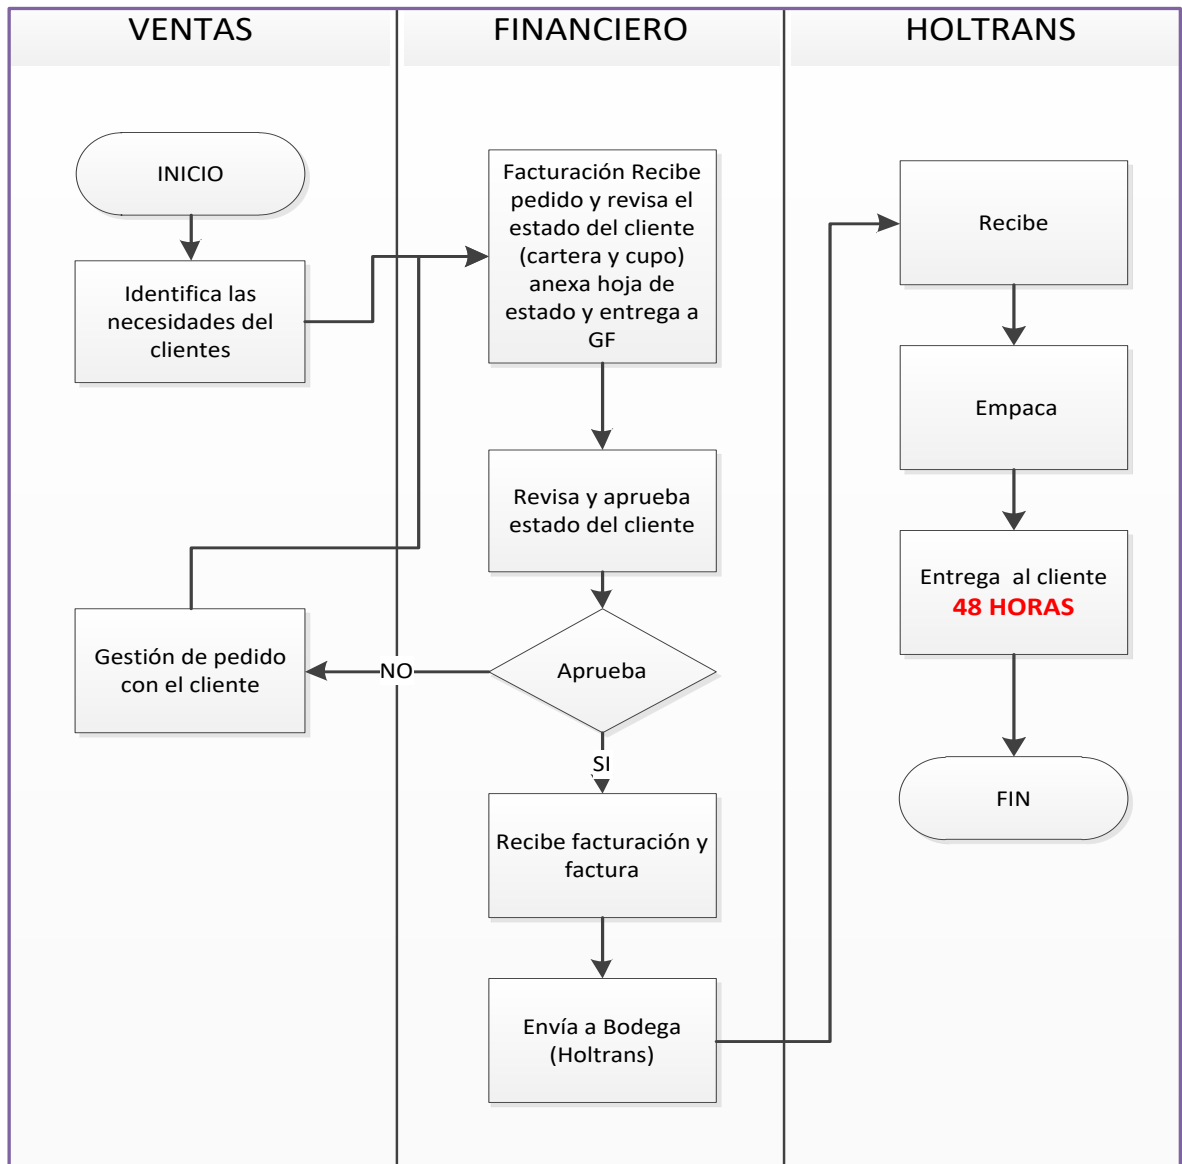 VENTAS
FINANCIERO
HOLTRANS
INICIO
Identifica las
necesidades del
clientes
Gestión de pedido
con el cliente
Facturación Recibe
pedido y revisa el
estado del cliente
(cartera y cupo)
anexa hoja de
estado y entrega a
GF
Revisa y aprueba
estado del cliente
Aprueba
NO
SI
Recibe facturación y
factura
Envía a Bodega
(Holtrans)
Recibe
Empaca
Entrega al cliente
48 HORAS
FIN